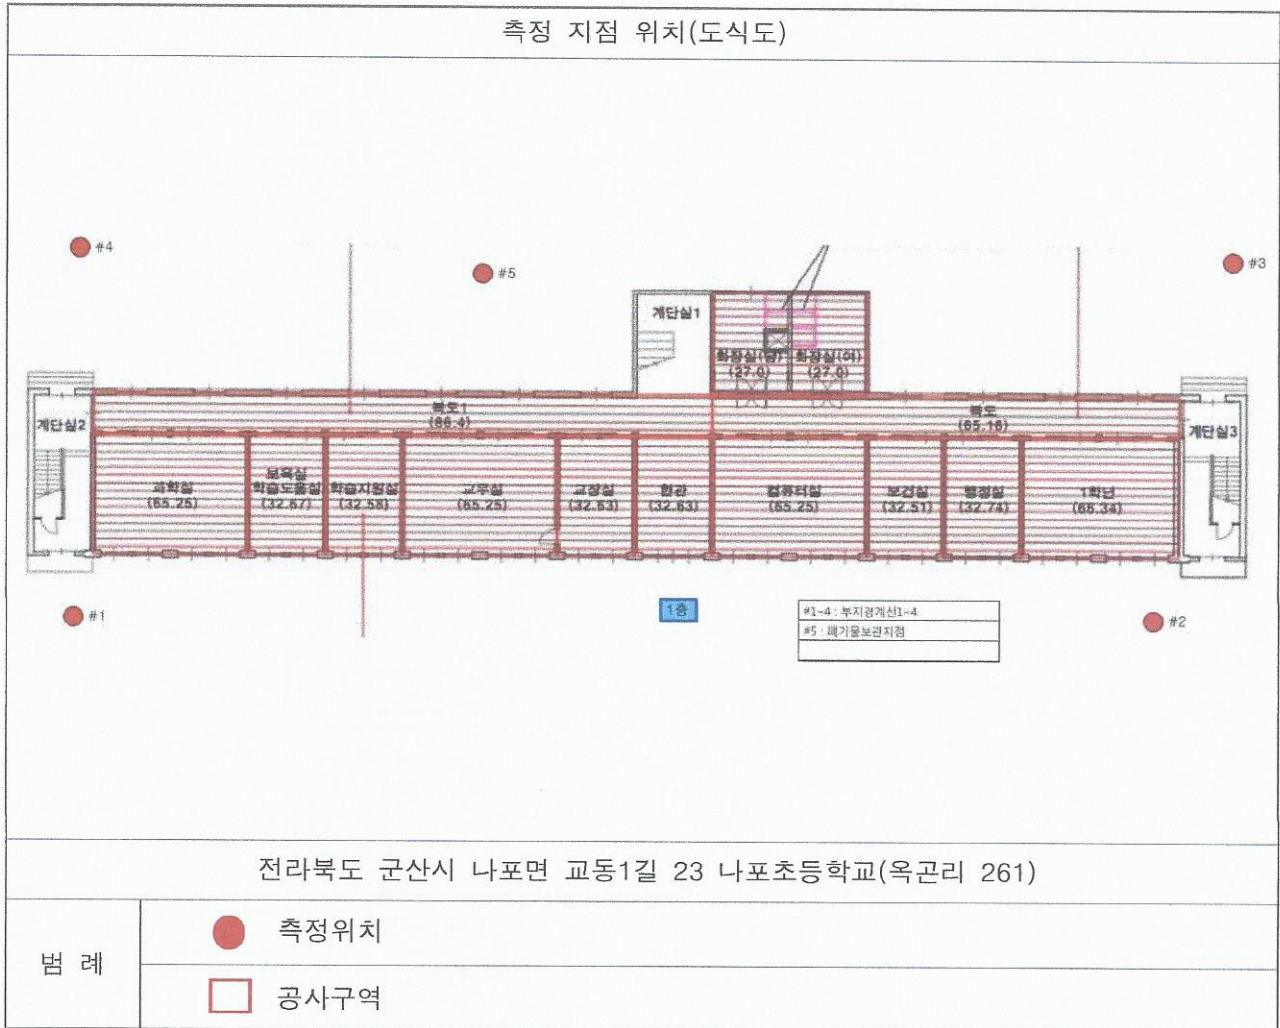 측정 지점 위치(도식도)
#4
#5
#3
계단실1
화장실(남)
(27.0)
화장실(여)
(27.0)
계단실2
복도1
(66.4)
복도
(65.16)
계단실3
과학실
(65.25)
보육실
학습도움실
(32.67)
학습지원실
(32.58)
교무실
(65.25)
교장실
(32.63)
현관
(32.63)
컴퓨터실
(65.25)
보건실
(32.51)
행정실
(32.74)
1학년
(66.34)
#1
1층
#1~4 : 부지경계선1~4
#5 : 폐기물보관지점
#2
전라북도 군산시 나포면 교동1길 23 나포초등학교(옥곤리 261)
범 례
측정위치
공사구역